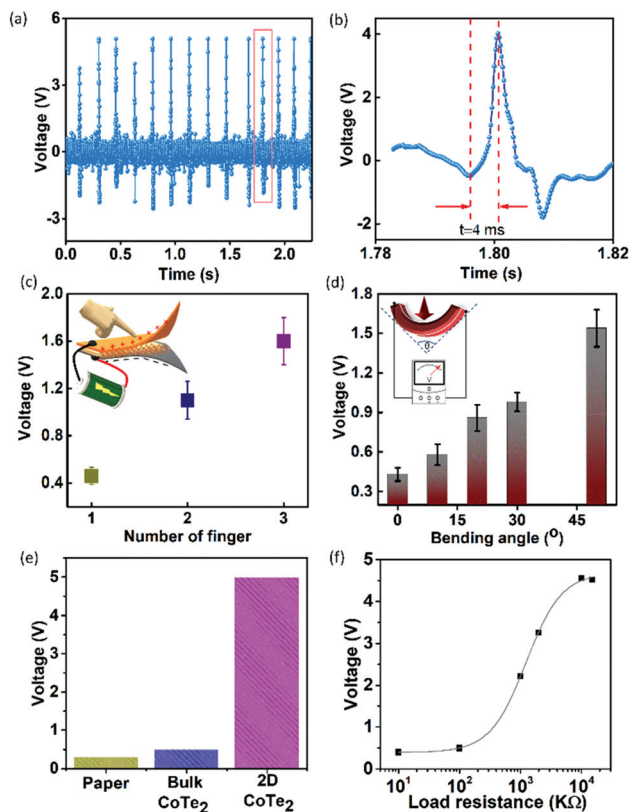 (a)
6
3
0
-3
Voltage (V)
0.0 0.5 1.0 1.5 2.0
Time (s)
(b)
4
2
0
-2
Voltage (V)
t=4 ms
1.78 1.80 1.82
Time (s)
(c)
2.0
1.6
1.2
0.8
0.4
Voltage (V)
1 2 3
Number of finger
(d)
1.8
1.5
1.2
0.9
0.6
0.3
Voltage (V)
V
0 15 30 45
Bending angle (⁰)
(e)
5
4
3
2
1
0
Voltage (V)
Paper Bulk 2D
CoTe₂ CoTe₂
(f)
5
4
3
2
1
0
Voltage (V)
10¹ 10² 10³ 10⁴
Load resistance (KΩ)